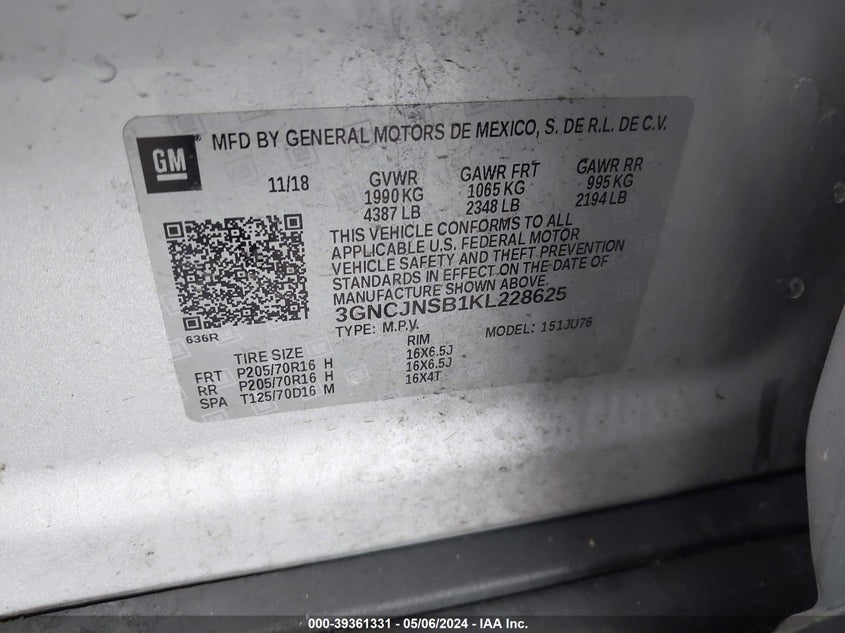 GM
MFD BY GENERAL MOTORS DE MEXICO, S. DE R.L. DE C.V.
11/18 GVWR GAWR FRT GAWR RR
1990 KG 1065 KG 995 KG
4387 LB 2348 LB 2194 LB
THIS VEHICLE CONFORMS TO ALL
APPLICABLE U.S. FEDERAL MOTOR
VEHICLE SAFETY AND THEFT PREVENTION
STANDARDS IN EFFECT ON THE DATE OF
MANUFACTURE SHOWN ABOVE.
3GNCJNSB1KL228625
TYPE: M.P.V. MODEL: 151JU76
636R
TIRE SIZE RIM
FRT P205/70R16 H 16X6.5J
RR P205/70R16 H 16X6.5J
SPA T125/70D16 M 16X4T
000-39361331 - 05/06/2024 - IAA Inc.